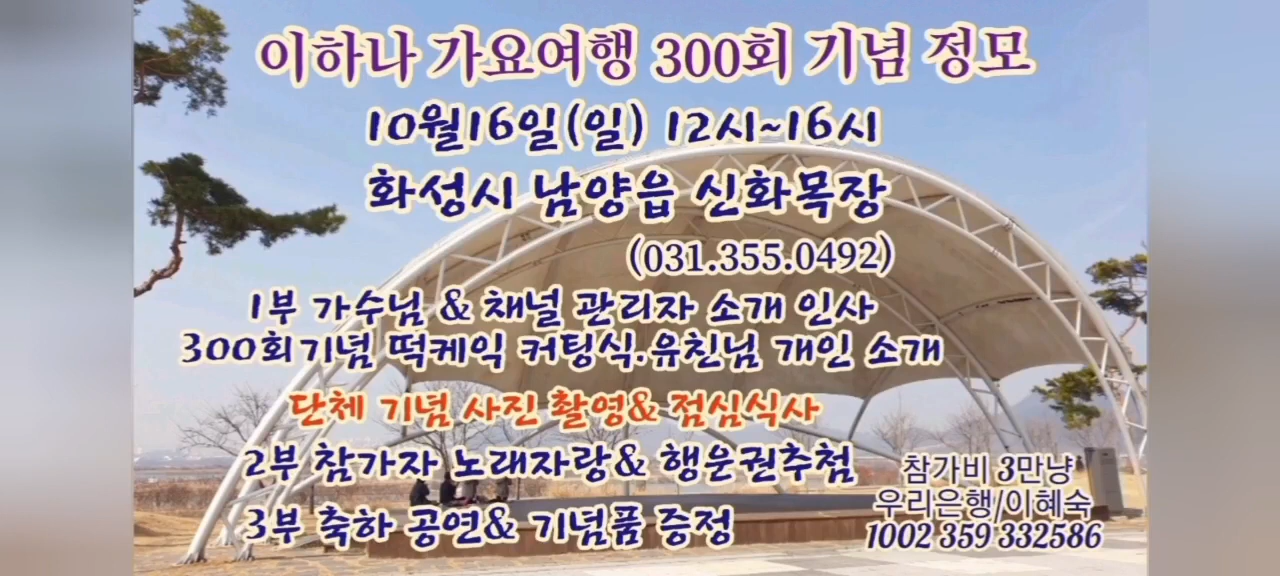 이하나 가요여행 300회 기념 정모
10월16일(일) 12시~16시
화성시 남양읍 신화목장
(031.355.0492)
1부 가수님 & 채널 관리자 소개 인사
300회기념 떡케익 커팅식.유친님 개인 소개
단체 기념 사진 촬영& 점심식사
2부 참가자 노래자랑& 행운권추첨
3부 축하 공연& 기념품 증정
참가비 3만냥
우리은행/이혜숙
1002 359 332586